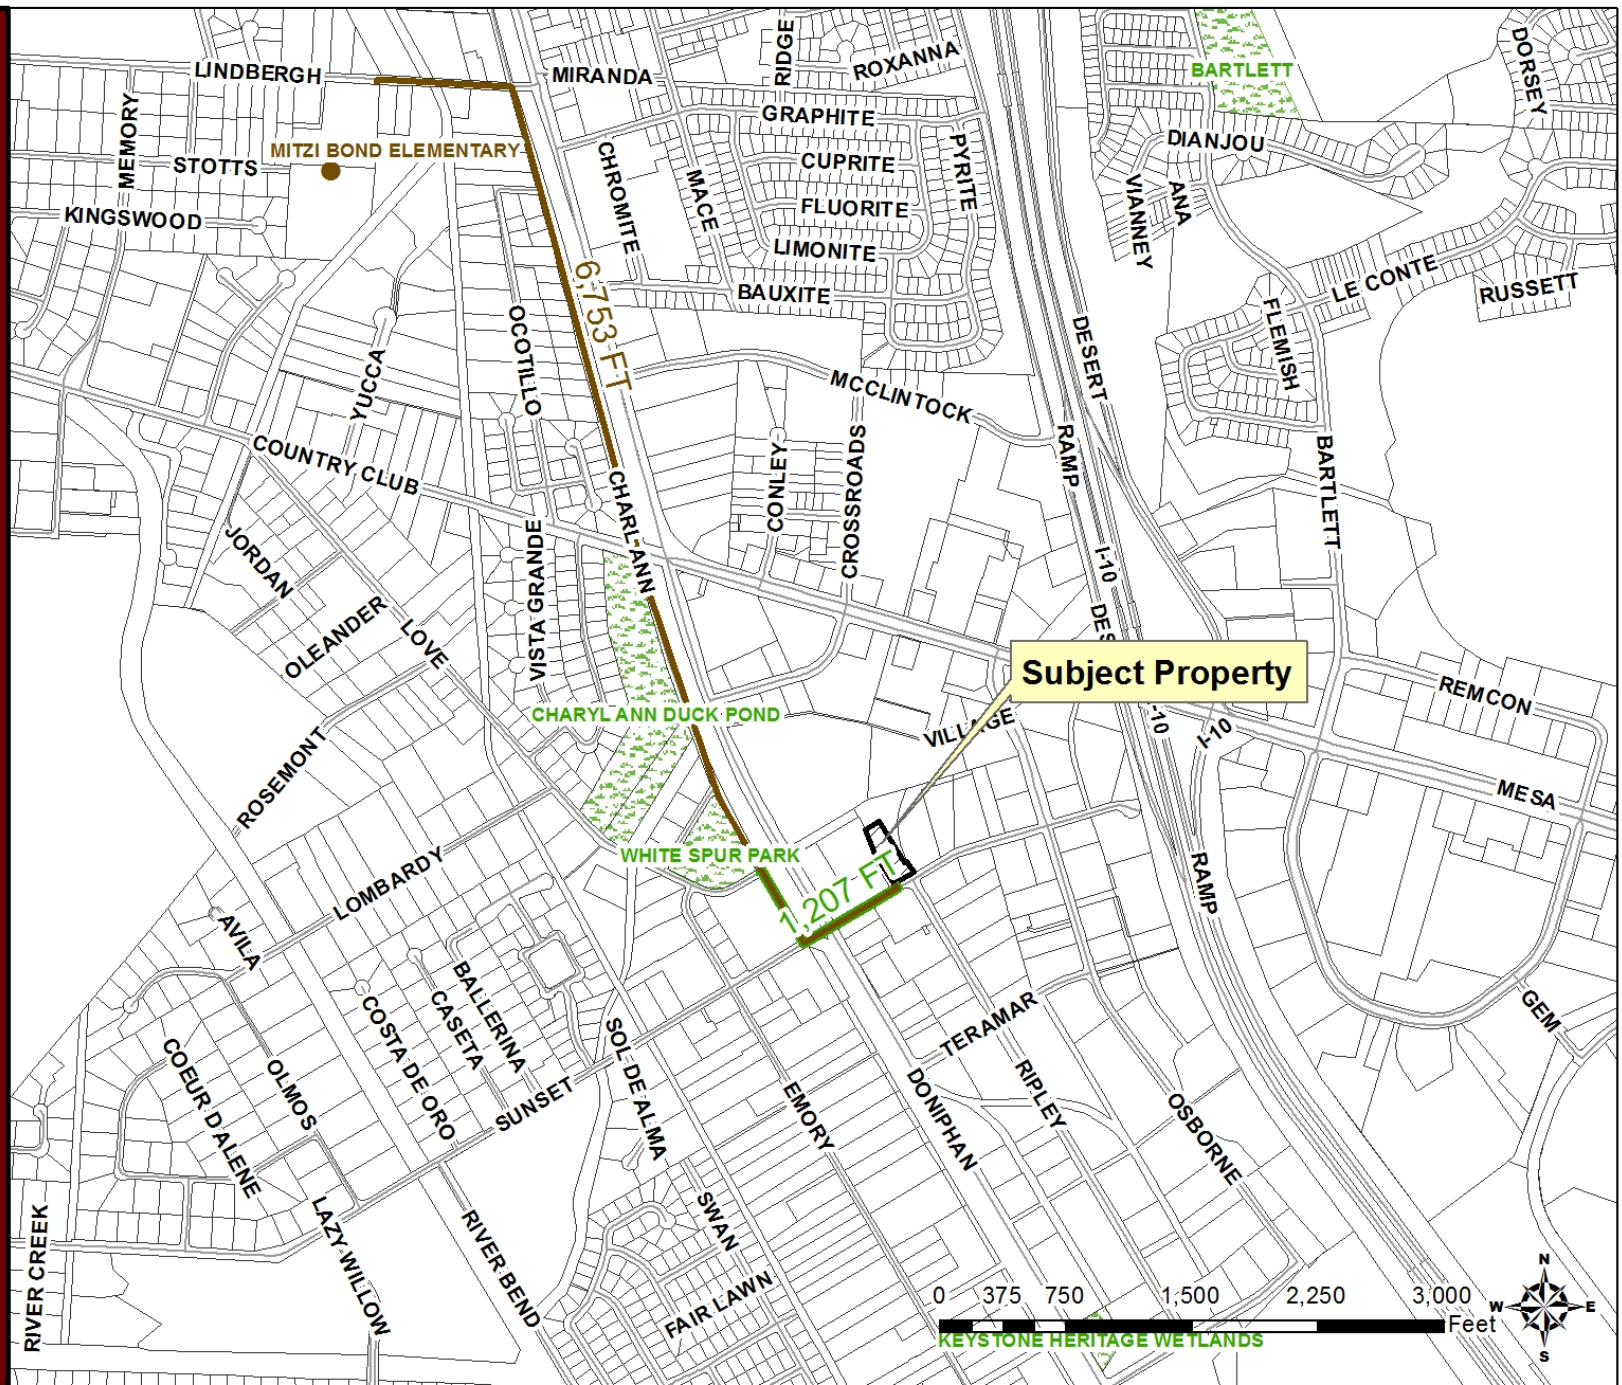 RIDGE
DORSEY
ROXANNA
LINDBERGH
MIRANDA
BARTLETT
MEMORY
GRAPHITE
PYRITE
DIANJOU
MITZI BOND ELEMENTARY
CHROMITE
STOTTS
CUPRITE
MACE
VIANNEY
ANA
KINGSWOOD
FLUORITE
LIMONITE
6,753 FT
BAUXITE
LE CONTE
RUSSETT
OCOTILLO
FLEMISH
DESERT
YUCCA
MCCLINTOCK
COUNTRY CLUB
RAMP
CONLEY
CROSSROADS
BARTLETT
CHARL ANN
JORDAN
VISTA GRANDE
I-10
OLEANDER
LOVE
DES
Subject Property
REMCON
CHARYL ANN DUCK POND
VILLAGE
-10
I-10
ROSEMONT
MESA
WHITE SPUR PARK
1,207 FT
RAMP
LOMBARDY
AVILA
BALLERINA
CASETA
COSTA DE ORO
GEM
TERAMAR
COEUR D ALENE
OLMOS
SUNSET
SOL DE ALMA
EMORY
DONIPHAN
RIPLEY
OSBORNE
RIVER CREEK
LAZY WILLOW
RIVER BEND
SWAN
FAIR LAWN
0 375 750 1,500 2,250 3,000
Feet
KEYSTONE HERITAGE WETLANDS
N
W E
S